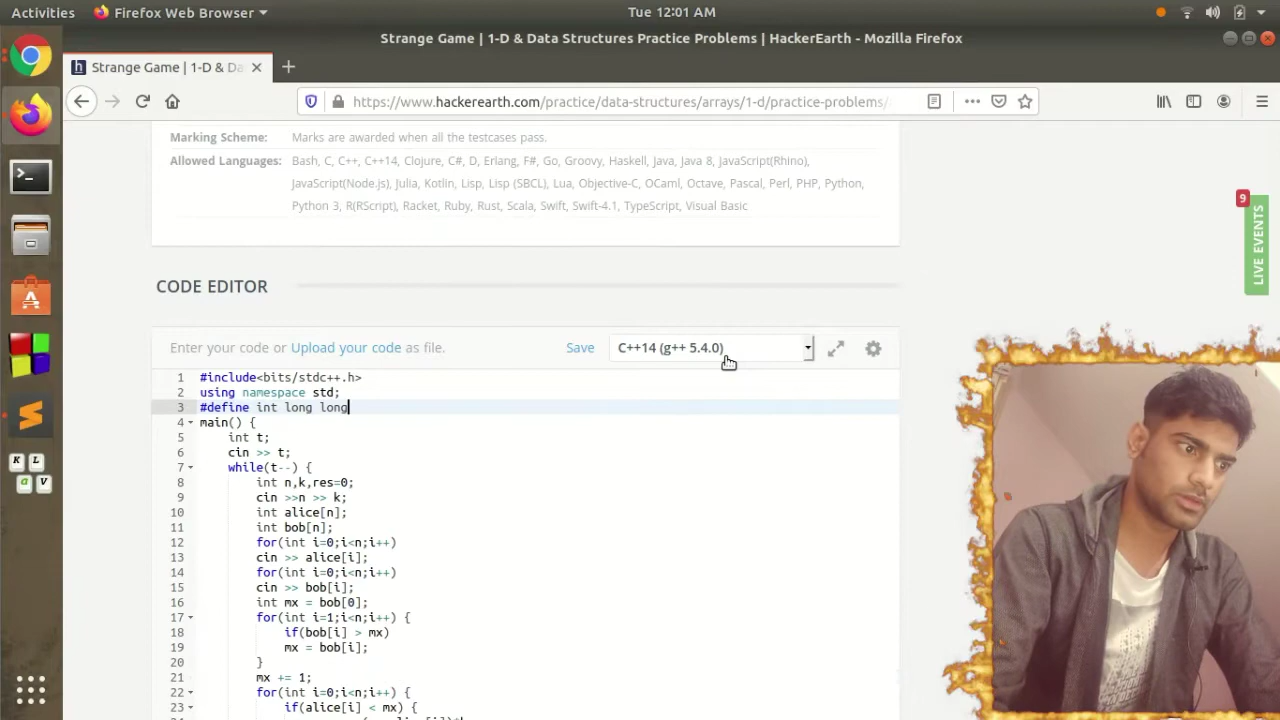 Activities
Firefox Web Browser
Tue 12:01 AM
Strange Game | 1-D & Data Structures Practice Problems | HackerEarth - Mozilla Firefox
Strange Game | 1-D & Da
https://www.hackerearth.com/practice/data-structures/arrays/1-d/practice-problems/
Marking Scheme: Marks are awarded when all the testcases pass.
Allowed Languages: Bash, C, C++, C++14, Clojure, C#, D, Erlang, F#, Go, Groovy, Haskell, Java, Java 8, JavaScript(Rhino),
JavaScript(Node.js), Julia, Kotlin, Lisp, Lisp (SBCL), Lua, Objective-C, OCaml, Octave, Pascal, Perl, PHP, Python,
Python 3, R(RScript), Racket, Ruby, Rust, Scala, Swift, Swift-4.1, TypeScript, Visual Basic
9
LIVE EVENTS
CODE EDITOR
Enter your code or Upload your code as file.
Save
C++14 (g++ 5.4.0)
1 #include<bits/stdc++.h>
2 using namespace std;
3 #define int long long
4 main() {
5 int t;
6 cin >> t;
7 while(t--) {
8 int n,k,res=0;
9 cin >>n >> k;
10 int alice[n];
11 int bob[n];
12 for(int i=0;i<n;i++)
13 cin >> alice[i];
14 for(int i=0;i<n;i++)
15 cin >> bob[i];
16 int mx = bob[0];
17 for(int i=1;i<n;i++) {
18 if(bob[i] > mx)
19 mx = bob[i];
20 }
21 mx += 1;
22 for(int i=0;i<n;i++) {
23 if(alice[i] < mx) {
K L
a V